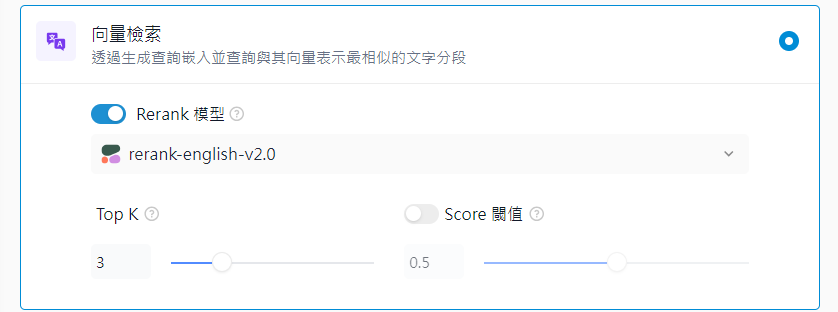 向量檢索
透過生成查詢嵌入並查詢與其向量表示最相似的文字分段
Rerank 模型
rerank-english-v2.0
Top K
Score 閾值
3
0.5